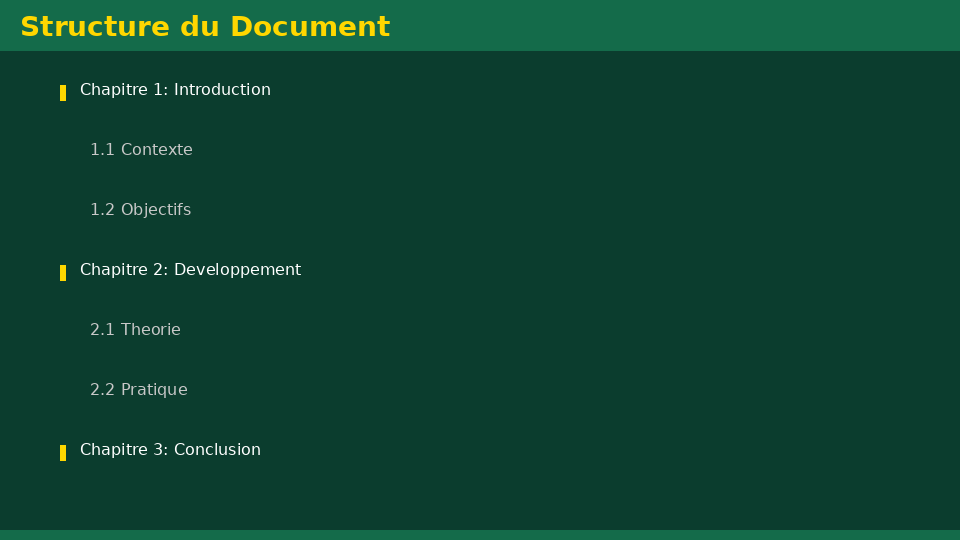 Structure du Document
Chapitre 1: Introduction
1.1 Contexte
1.2 Objectifs
Chapitre 2: Developpement
2.1 Theorie
2.2 Pratique
Chapitre 3: Conclusion